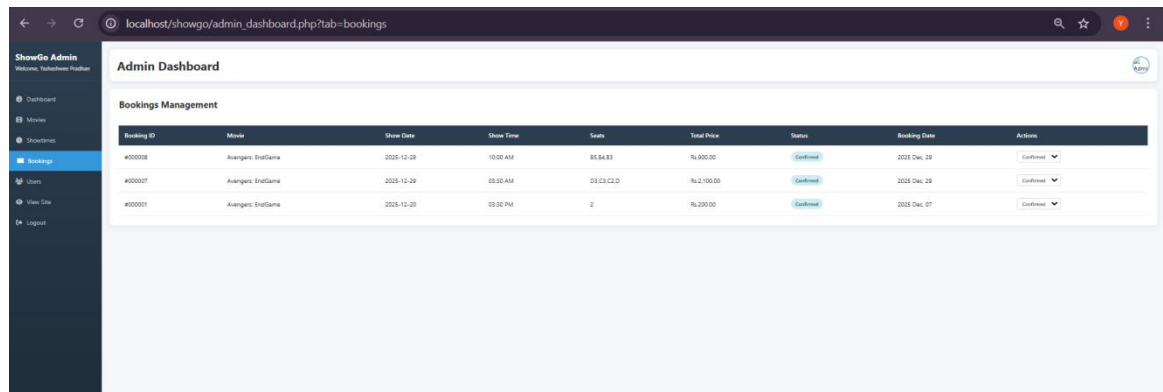 localhost/showgo/admin_dashboard.php?tab=bookings
Y
ShowGo Admin
Welcome, Yasheshwee Pradhan
Admin Dashboard
Dashboard
Movies
Showtimes
Bookings
Users
View Site
Logout
Bookings Management
Booking ID Movie Show Date Show Time Seats Total Price Status Booking Date Actions
#000008 Avengers: EndGame 2025-12-29 10:00 AM B5,B4,B3 Rs.900.00 Confirmed 2025 Dec, 29 Confirmed
#000007 Avengers: EndGame 2025-12-29 03:30 AM D3,C3,C2,D Rs.2,100.00 Confirmed 2025 Dec, 29 Confirmed
#000001 Avengers: EndGame 2025-12-20 03:30 PM 2 Rs.200.00 Confirmed 2025 Dec, 07 Confirmed